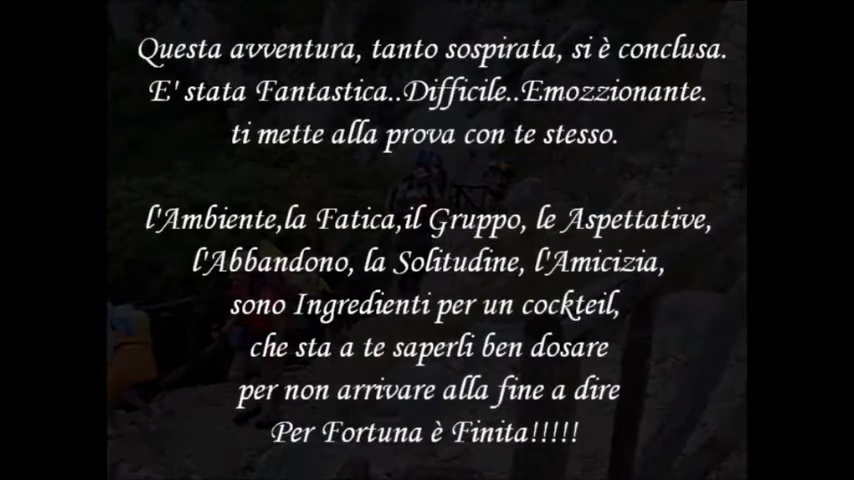 Questa avventura, tanto sospirata, si è conclusa.
E' stata Fantastica..Difficile..Emozzionante.
ti mette alla prova con te stesso.
l'Ambiente,la Fatica,il Gruppo, le Aspettative,
l'Abbandono, la Solitudine, l'Amicizia,
sono Ingredienti per un cockteil,
che sta a te saperli ben dosare
per non arrivare alla fine a dire
Per Fortuna è Finita!!!!!